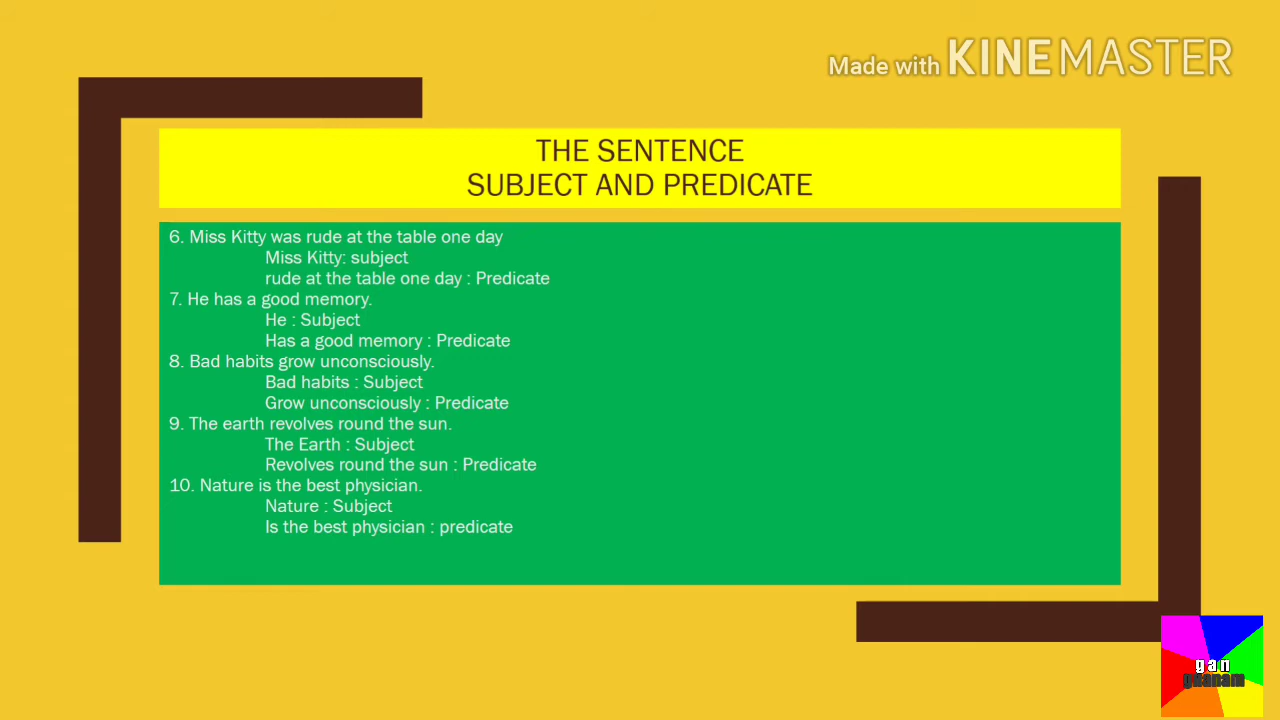 Made with KINEMASTER
THE SENTENCE
SUBJECT AND PREDICATE
6. Miss Kitty was rude at the table one day
Miss Kitty: subject
rude at the table one day : Predicate
7. He has a good memory.
He : Subject
Has a good memory : Predicate
8. Bad habits grow unconsciously.
Bad habits : Subject
Grow unconsciously : Predicate
9. The earth revolves round the sun.
The Earth : Subject
Revolves round the sun : Predicate
10. Nature is the best physician.
Nature : Subject
Is the best physician : predicate
gan